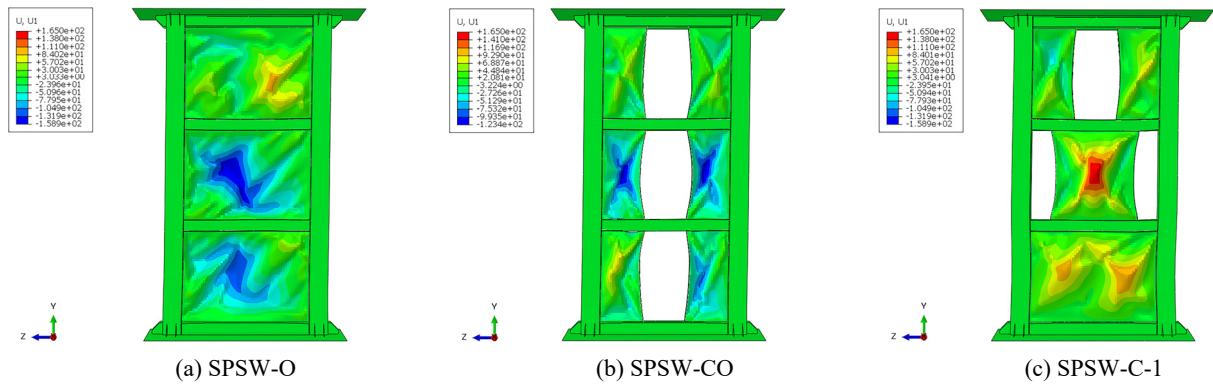 U, U1
+1.650e+02
+1.380e+02
+1.110e+02
+8.402e+01
+5.702e+01
+3.003e+01
+3.033e+00
-2.396e+01
-5.096e+01
-7.795e+01
-1.049e+02
-1.319e+02
-1.589e+02
Y
Z
(a) SPSW-O
U, U1
+1.650e+02
+1.410e+02
+1.169e+02
+9.290e+01
+6.887e+01
+4.484e+01
+2.081e+01
-3.224e+00
-2.726e+01
-5.129e+01
-7.532e+01
-9.935e+01
-1.234e+02
Y
Z
(b) SPSW-CO
U, U1
+1.650e+02
+1.380e+02
+1.110e+02
+8.401e+01
+5.702e+01
+3.003e+01
+3.041e+00
-2.395e+01
-5.094e+01
-7.793e+01
-1.049e+02
-1.319e+02
-1.589e+02
Y
Z
(c) SPSW-C-1